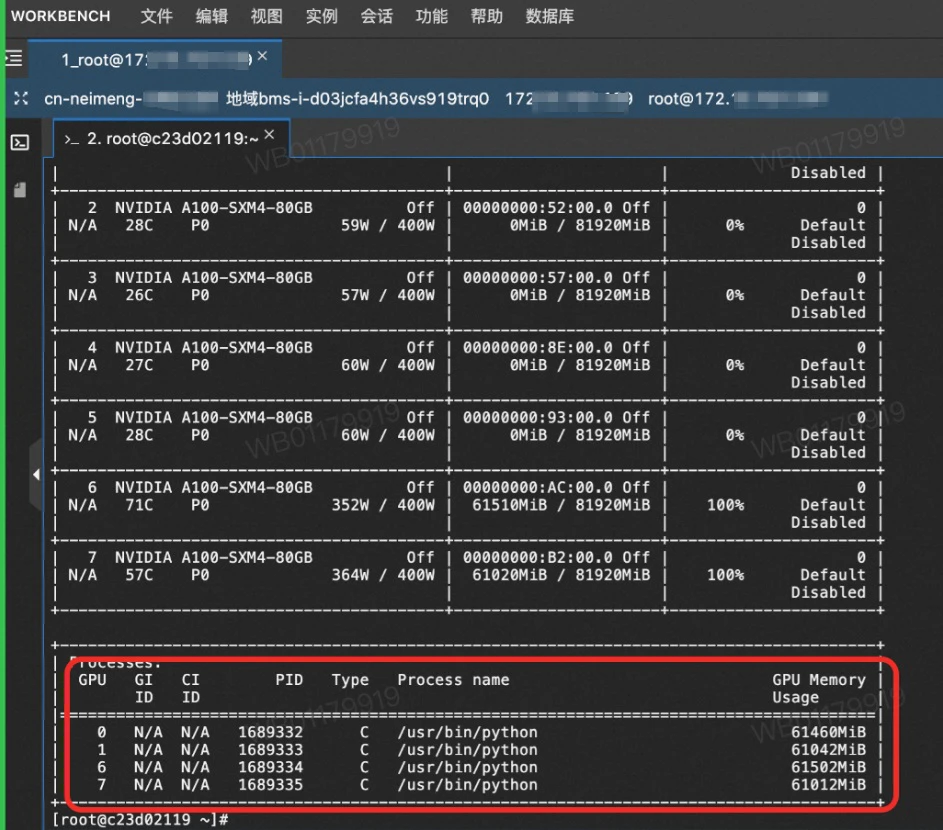 WORKBENCH 文件 编辑 视图 实例 会话 功能 帮助 数据库
1_root@17
cn-neimeng- 地域bms-i-d03jcfa4h36vs919trq0 172 9 root@172.
>_ 2. root@c23d02119:~ ×
WB01179919 WB01179919
| | | Disabled |
| 2 NVIDIA A100-SXM4-80GB Off | 00000000:52:00.0 Off | 0 |
| N/A 28C P0 59W / 400W | 0MiB / 81920MiB | 0% Default |
| | | Disabled |
| 3 NVIDIA A100-SXM4-80GB Off | 00000000:57:00.0 Off | 0 |
| N/A 26C P0 57W / 400W | 0MiB / 81920MiB | 0% Default |
| | | Disabled |
| 4 NVIDIA A100-SXM4-80GB Off | 00000000:8E:00.0 Off | 0 |
| N/A 27C P0 60W / 400W | 0MiB / 81920MiB | 0% Default |
| | | Disabled |
| 5 NVIDIA A100-SXM4-80GB Off | 00000000:93:00.0 Off | 0 |
| N/A 28C P0 60W / 400W | 0MiB / 81920MiB | 0% Default |
WB01179919 WB01179919
| | | Disabled |
| 6 NVIDIA A100-SXM4-80GB Off | 00000000:AC:00.0 Off | 0 |
| N/A 71C P0 352W / 400W | 61510MiB / 81920MiB | 100% Default |
| | | Disabled |
| 7 NVIDIA A100-SXM4-80GB Off | 00000000:B2:00.0 Off | 0 |
| N/A 57C P0 364W / 400W | 61020MiB / 81920MiB | 100% Default |
| | | Disabled |
| Processes: |
| GPU GI CI PID Type Process name GPU Memory |
| ID ID Usage |
WB01179919 WB01179919
| 0 N/A N/A 1689332 C /usr/bin/python 61460MiB |
| 1 N/A N/A 1689333 C /usr/bin/python 61042MiB |
| 6 N/A N/A 1689334 C /usr/bin/python 61502MiB |
| 7 N/A N/A 1689335 C /usr/bin/python 61012MiB |
[root@c23d02119 ~]#